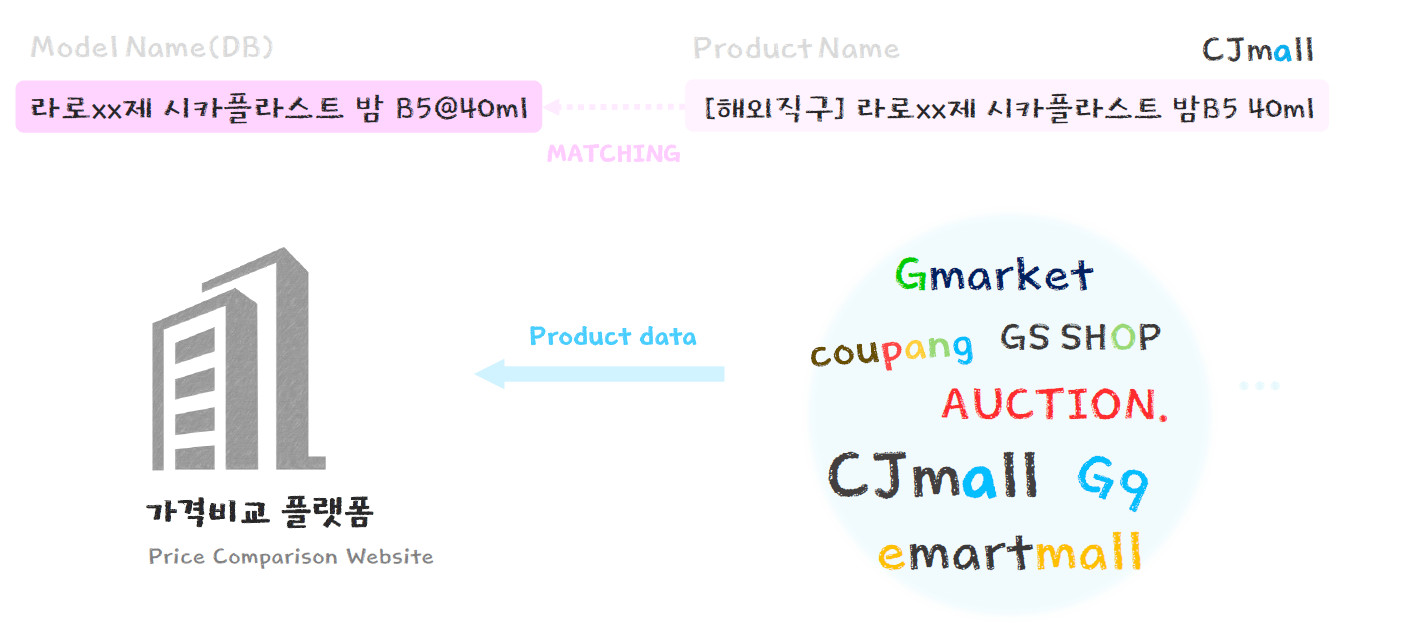 Model Name(DB)
Product Name
CJmall
라로xx제 시카플라스트 밤 B5@40ml
[해외직구] 라로xx제 시카플라스트 밤B5 40ml
MATCHING
Gmarket
Product data
coupang
GS SHOP
AUCTION.
CJmall
G9
가격비교 플랫폼
Price Comparison Website
emartmall